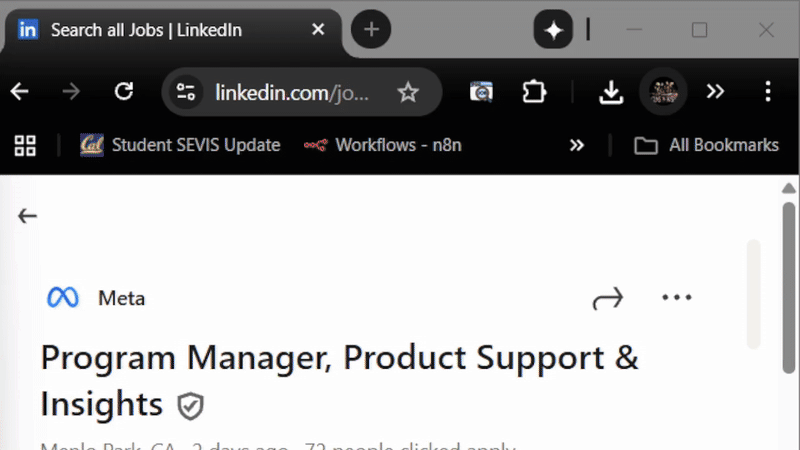 Search all Jobs | LinkedIn
linkedin.com/jo...
Student SEVIS Update
Workflows - n8n
All Bookmarks
Meta
Program Manager, Product Support &
Insights
Menlo Park, CA · 2 days ago · 72 people clicked apply